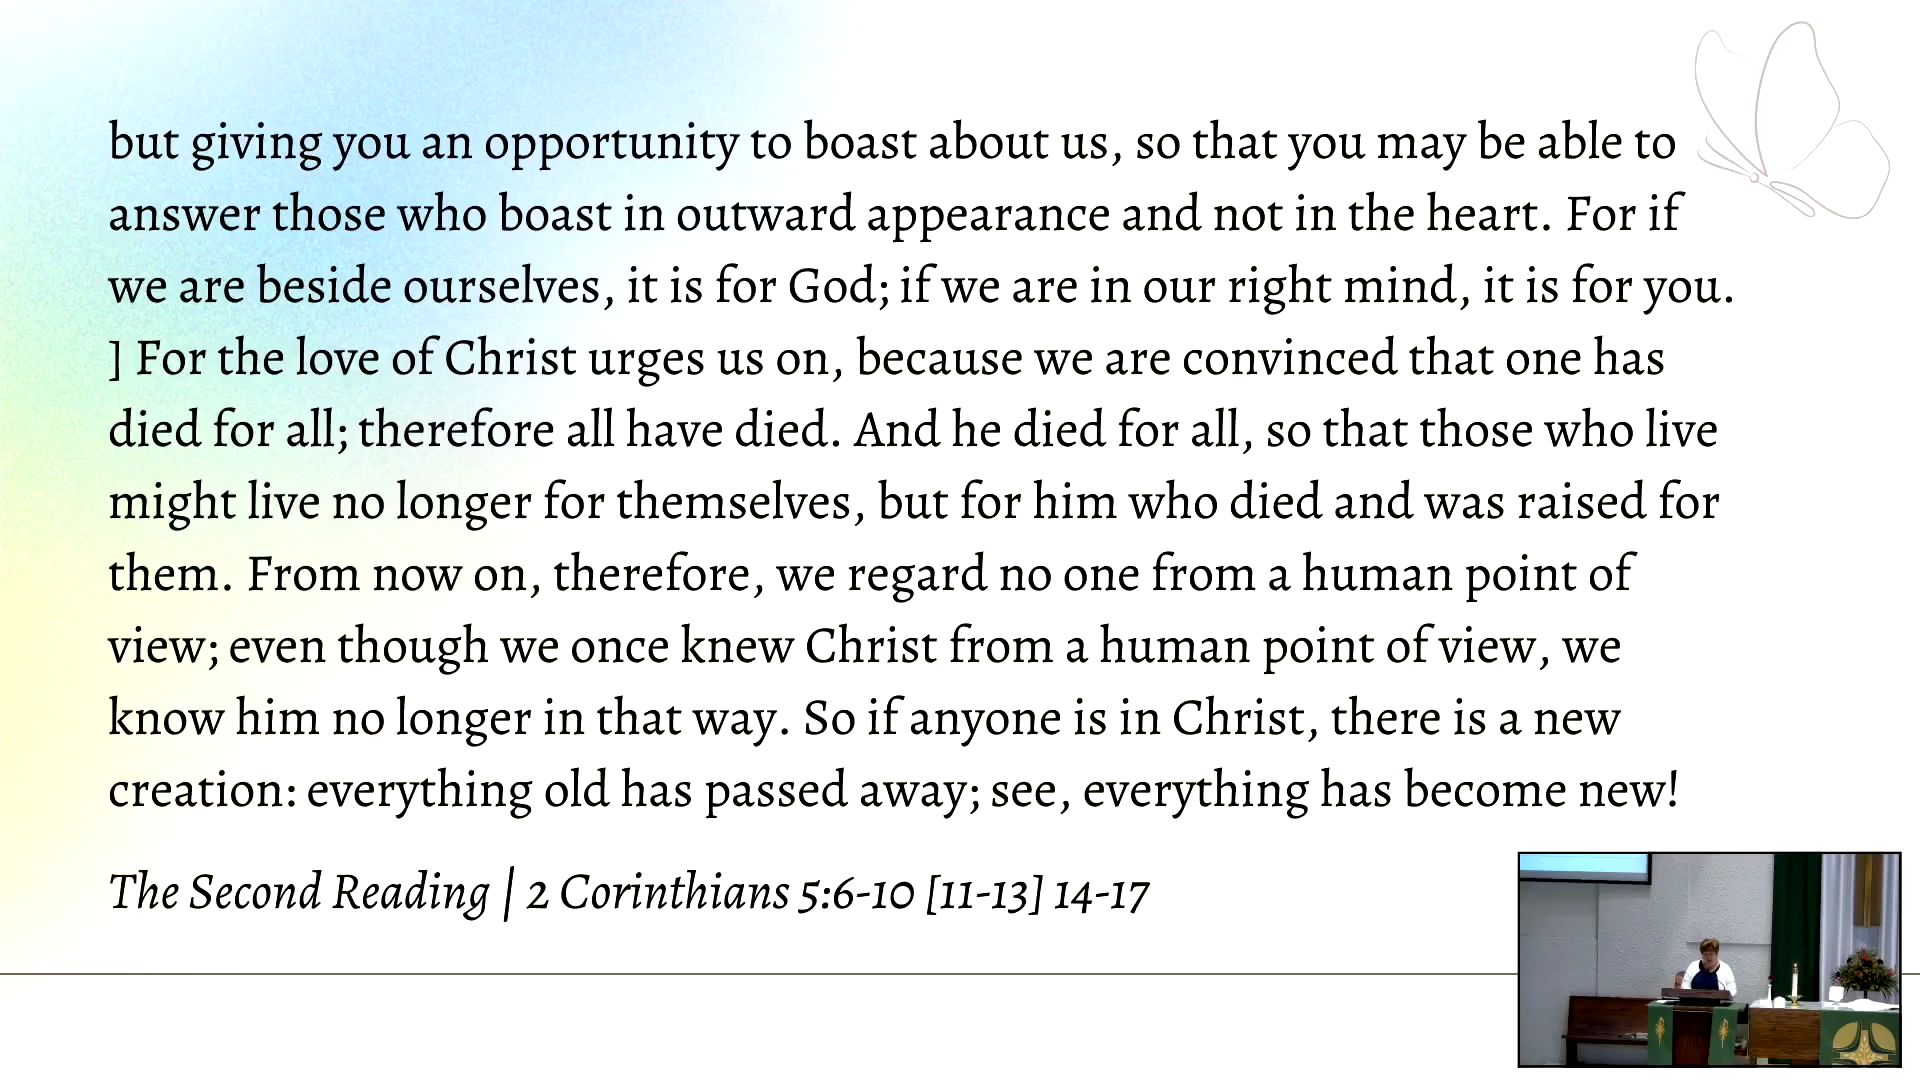 but giving you an opportunity to boast about us, so that you may be able to
answer those who boast in outward appearance and not in the heart. For if
we are beside ourselves, it is for God; if we are in our right mind, it is for you.
] For the love of Christ urges us on, because we are convinced that one has
died for all; therefore all have died. And he died for all, so that those who live
might live no longer for themselves, but for him who died and was raised for
them. From now on, therefore, we regard no one from a human point of
view; even though we once knew Christ from a human point of view, we
know him no longer in that way. So if anyone is in Christ, there is a new
creation: everything old has passed away; see, everything has become new!
The Second Reading | 2 Corinthians 5:6-10 [11-13] 14-17